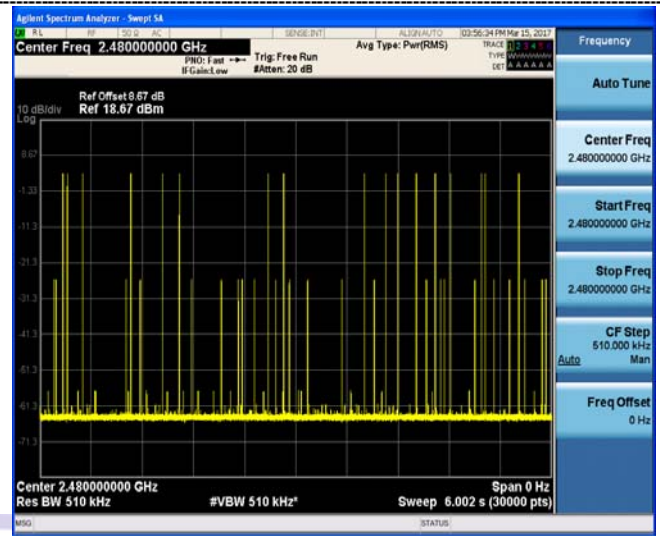 Agilent Spectrum Analyzer - Swept SA
RL RF 50 Ω AC SENSE:INT ALIGN AUTO 03:56:34 PM Mar 15, 2017
Center Freq 2.480000000 GHz
PNO: Fast
IFGain:Low
Trig: Free Run
#Atten: 20 dB
Avg Type: Pwr(RMS)
TRACE 1 2 3 4 5 6
TYPE
DET A A A A A A
Ref Offset 8.67 dB
10 dB/div Ref 18.67 dBm
Log
8.67
-1.33
-11.3
-21.3
-31.3
-41.3
-51.3
-61.3
-71.3
Center 2.480000000 GHz Span 0 Hz
Res BW 510 kHz #VBW 510 kHz* Sweep 6.002 s (30000 pts)
MSG STATUS
Frequency
Auto Tune
Center Freq
2.480000000 GHz
Start Freq
2.480000000 GHz
Stop Freq
2.480000000 GHz
CF Step
510.000 kHz
Auto Man
Freq Offset
0 Hz